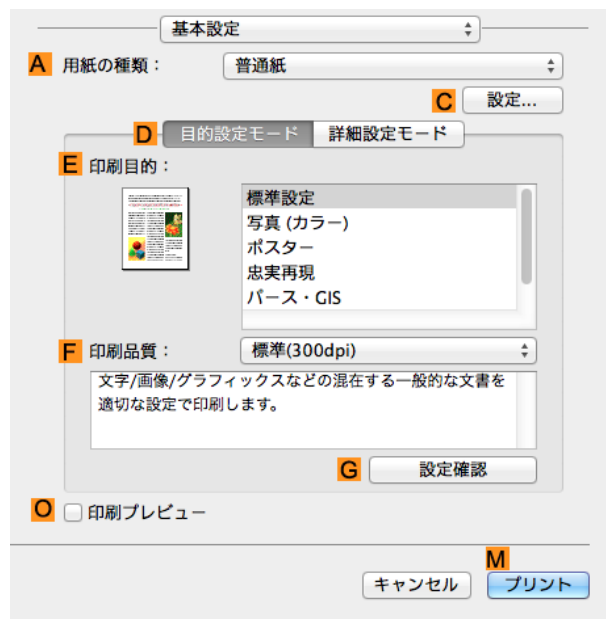 基本設定
A 用紙の種類： 普通紙
C 設定...
D 目的設定モード 詳細設定モード
E 印刷目的：
標準設定
写真 (カラー)
ポスター
忠実再現
パース・GIS
F 印刷品質： 標準(300dpi)
文字/画像/グラフィックスなどの混在する一般的な文書を
適切な設定で印刷します。
G 設定確認
O 印刷プレビュー
M
キャンセル プリント